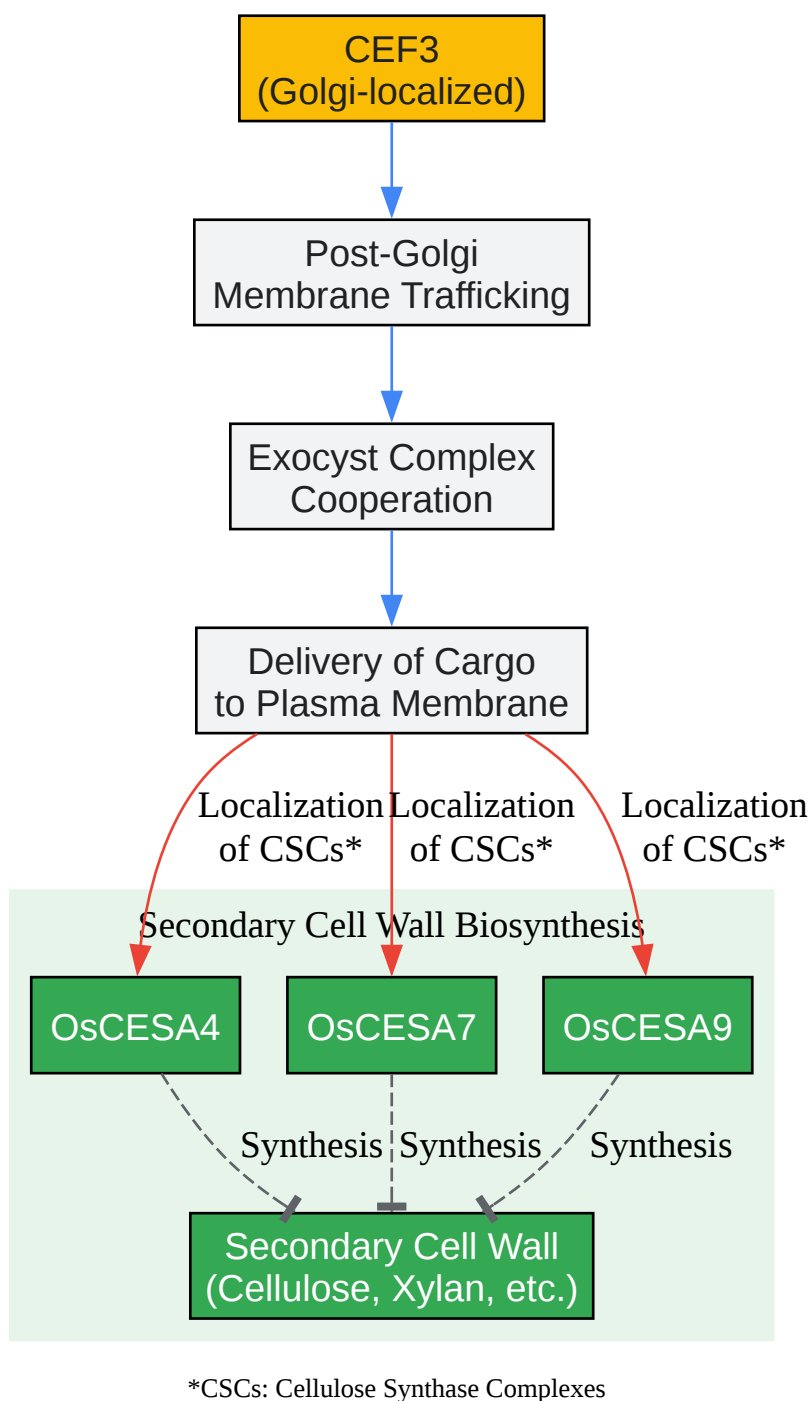 CEF3
(Golgi-localized)
Post-Golgi
Membrane Trafficking
Exocyst Complex
Cooperation
Delivery of Cargo
to Plasma Membrane
Localization
of CSCs*
Localization
of CSCs*
Localization
of CSCs*
Secondary Cell Wall Biosynthesis
OsCESA4
OsCESA7
OsCESA9
Synthesis
Synthesis
Synthesis
Secondary Cell Wall
(Cellulose, Xylan, etc.)
*CSCs: Cellulose Synthase Complexes